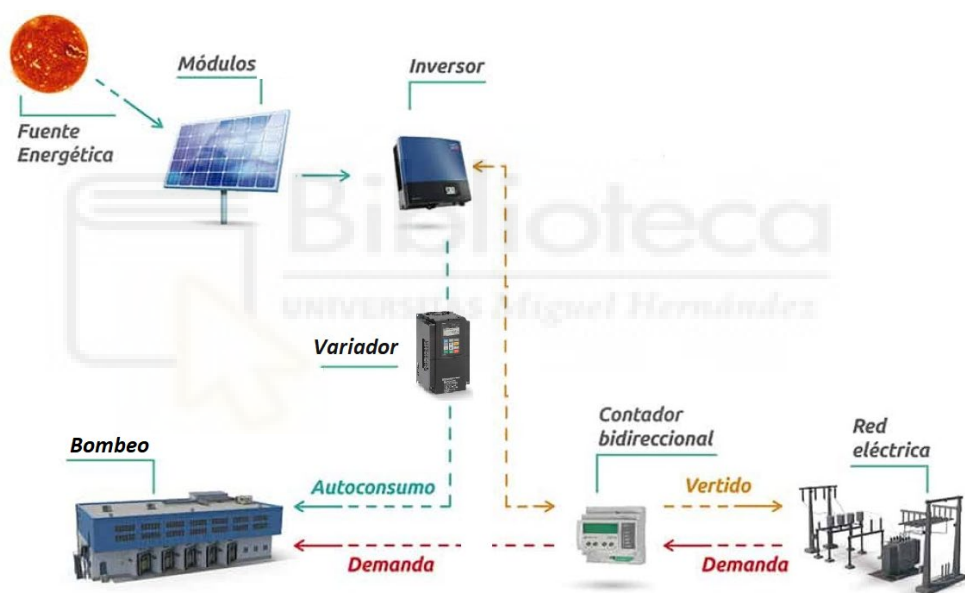 Módulos
Inversor
Fuente
Energética
Biblioteca
UNIVERSITAS Miguel Hernández
Variador
Contador
bidireccional
Red
eléctrica
Bombeo
Autoconsumo
Vertido
Demanda
Demanda